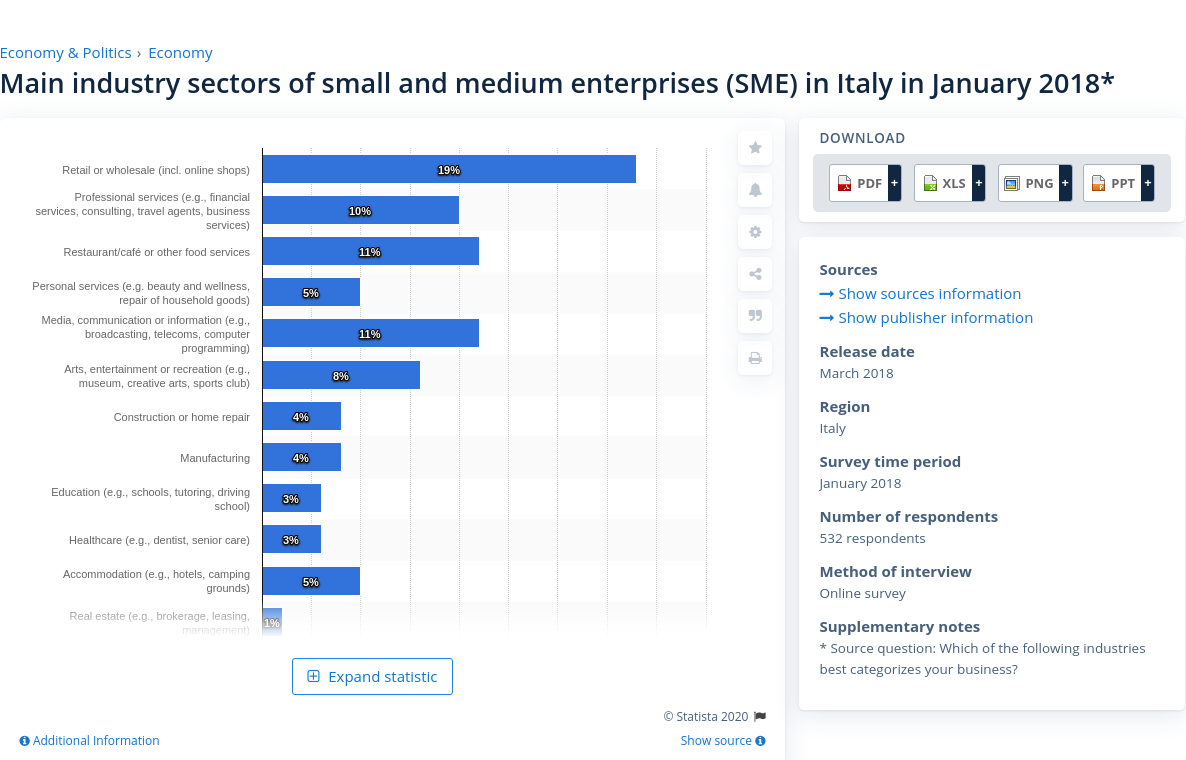 Economy & Politics › Economy
Main industry sectors of small and medium enterprises (SME) in Italy in January 2018*
Retail or wholesale (incl. online shops)
19%
Professional services (e.g., financial
services, consulting, travel agents, business
services)
10%
Restaurant/café or other food services
11%
Personal services (e.g. beauty and wellness,
repair of household goods)
5%
Media, communication or information (e.g.,
broadcasting, telecoms, computer
programming)
11%
Arts, entertainment or recreation (e.g.,
museum, creative arts, sports club)
8%
Construction or home repair
4%
Manufacturing
4%
Education (e.g., schools, tutoring, driving
school)
3%
Healthcare (e.g., dentist, senior care)
3%
Accommodation (e.g., hotels, camping
grounds)
5%
Real estate (e.g., brokerage, leasing,
management)
1%
Expand statistic
© Statista 2020
Additional Information
Show source
DOWNLOAD
PDF + XLS + PNG + PPT +
Sources
Show sources information
Show publisher information
Release date
March 2018
Region
Italy
Survey time period
January 2018
Number of respondents
532 respondents
Method of interview
Online survey
Supplementary notes
* Source question: Which of the following industries
best categorizes your business?